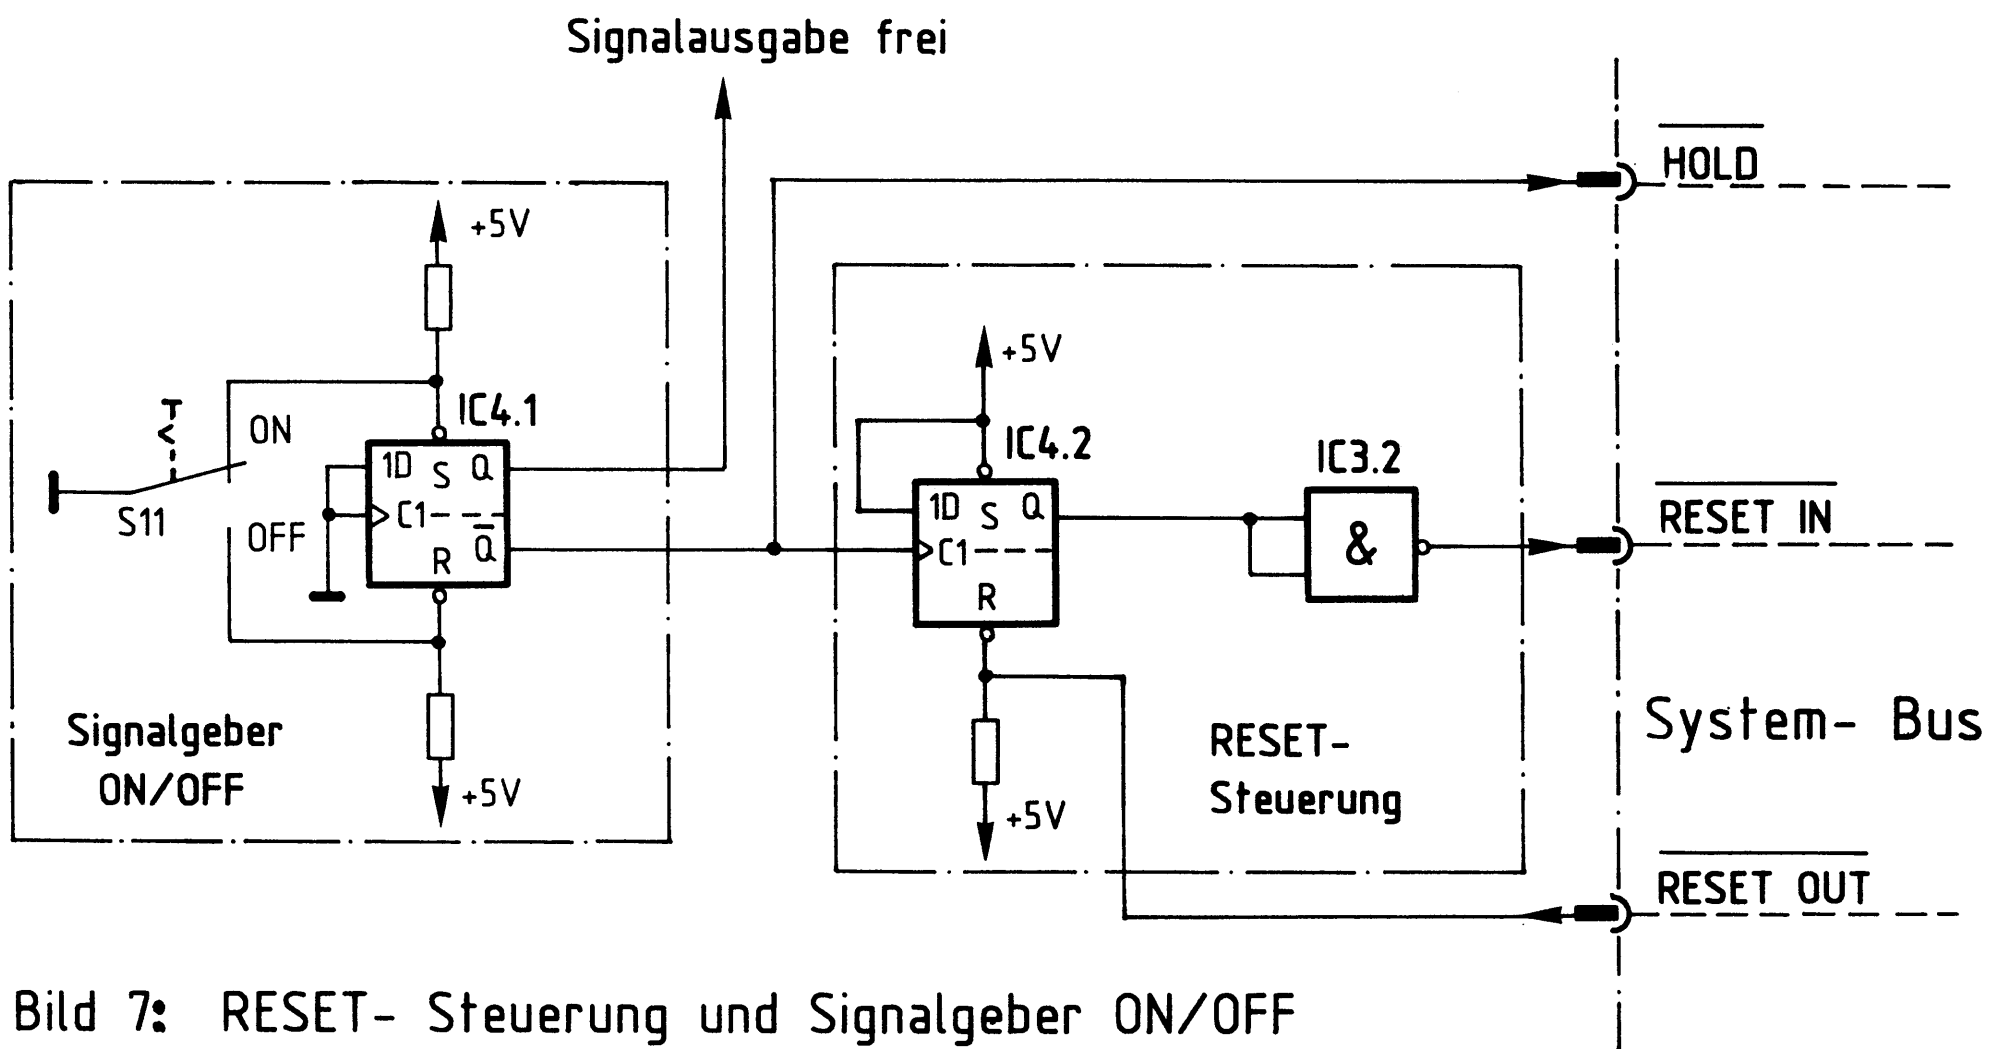 Signalausgabe frei
HOLD
+5V
IC4.1
ON
1D S Q
C1
S11
OFF
R Q
+5V
Signalgeber
ON/OFF
+5V
IC4.2
1D S Q
C1
R
+5V
IC3.2
&
RESET IN
RESET-
Steuerung
System- Bus
RESET OUT
Bild 7: RESET- Steuerung und Signalgeber ON/OFF